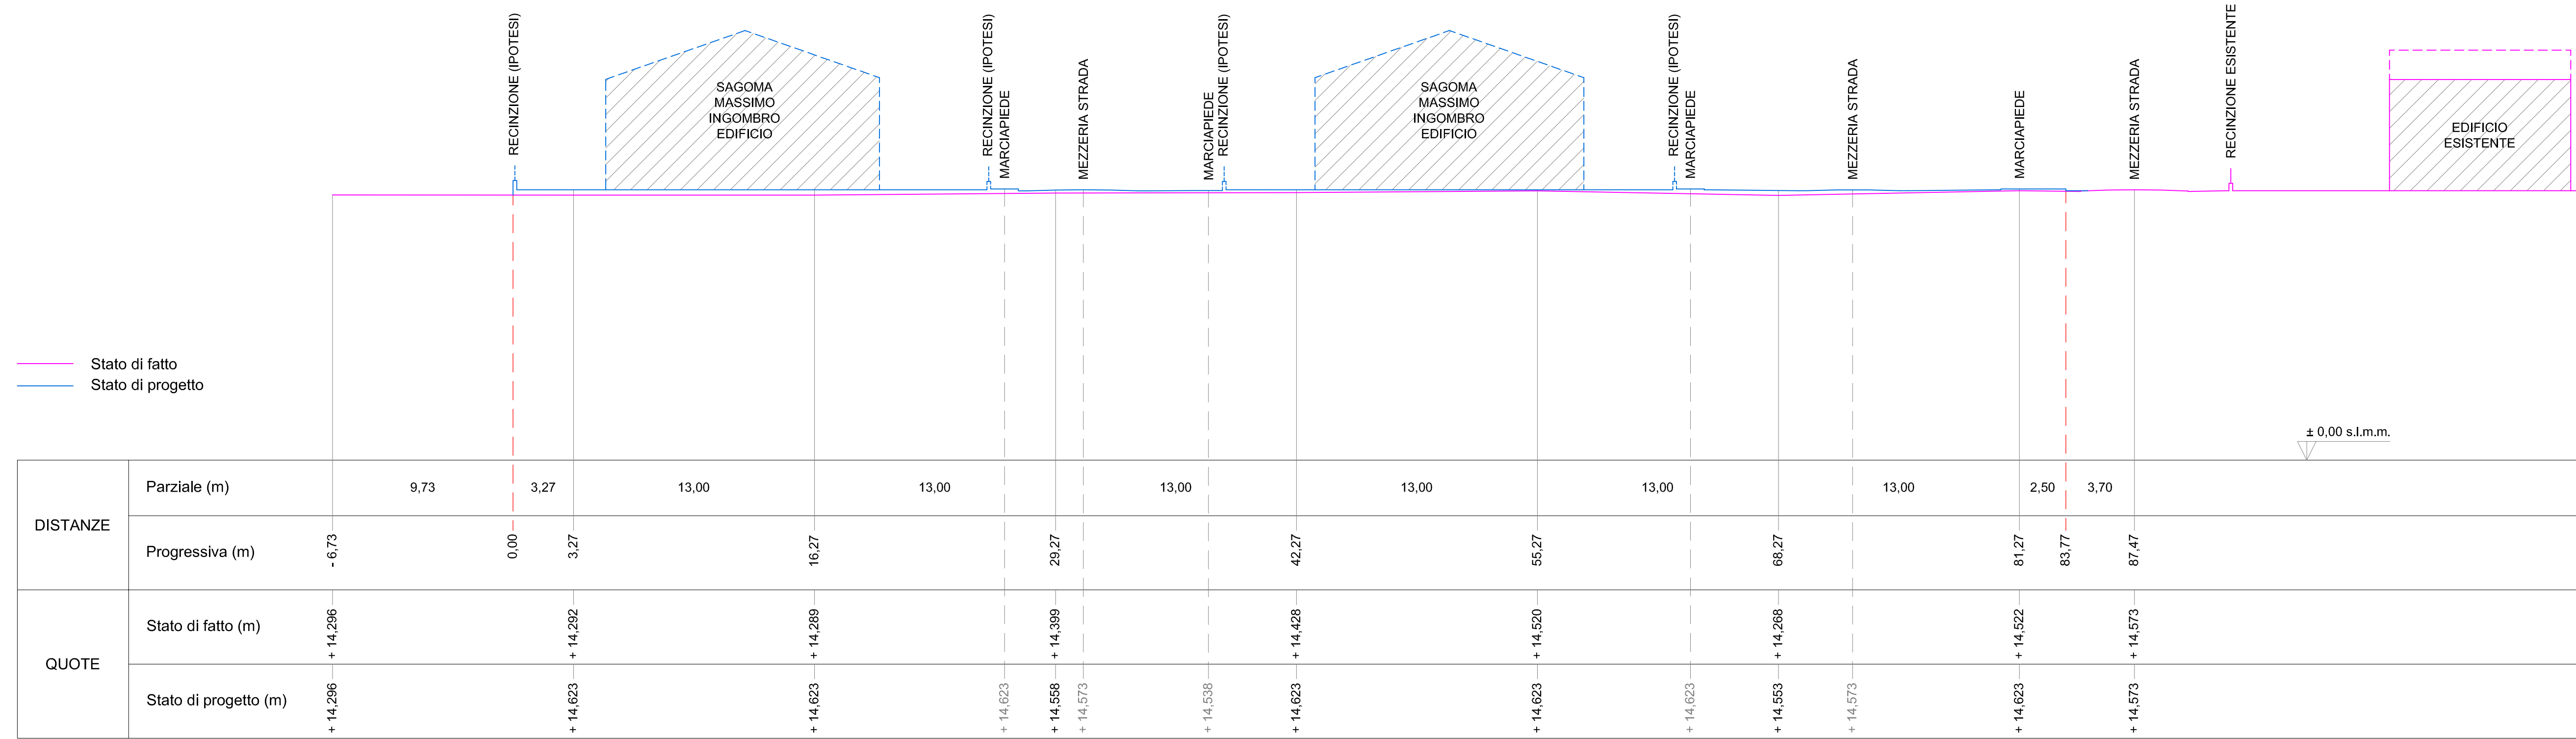 RECINZIONE (IPOTESI)
SAGOMA
MASSIMO
INGOMBRO
EDIFICIO
RECINZIONE (IPOTESI)
MARCIAPIEDE
MEZZERIA STRADA
MARCIAPIEDE
RECINZIONE (IPOTESI)
SAGOMA
MASSIMO
INGOMBRO
EDIFICIO
RECINZIONE (IPOTESI)
MARCIAPIEDE
MEZZERIA STRADA
MARCIAPIEDE
MEZZERIA STRADA
RECINZIONE ESISTENTE
EDIFICIO
ESISTENTE
Stato di fatto
Stato di progetto
± 0,00 s.l.m.m.
DISTANZE
Parziale (m)
9,73
3,27
13,00
13,00
13,00
13,00
13,00
13,00
2,50
3,70
Progressiva (m)
- 6,73
0,00
3,27
16,27
29,27
42,27
55,27
68,27
81,27
83,77
87,47
QUOTE
Stato di fatto (m)
+ 14,296
+ 14,292
+ 14,289
+ 14,399
+ 14,428
+ 14,520
+ 14,268
+ 14,522
+ 14,573
Stato di progetto (m)
+ 14,296
+ 14,623
+ 14,623
+ 14,623
+ 14,558
+ 14,573
+ 14,538
+ 14,623
+ 14,623
+ 14,623
+ 14,553
+ 14,573
+ 14,623
+ 14,573